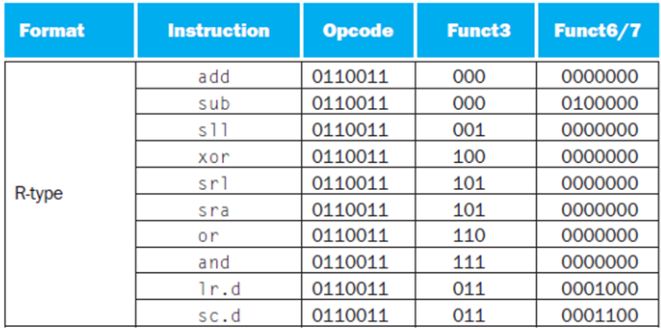 Format Instruction Opcode Funct3 Funct6/7
add 0110011 000 0000000
sub 0110011 000 0100000
sll 0110011 001 0000000
xor 0110011 100 0000000
R-type srl 0110011 101 0000000
sra 0110011 101 0000000
or 0110011 110 0000000
and 0110011 111 0000000
lr.d 0110011 011 0001000
sc.d 0110011 011 0001100